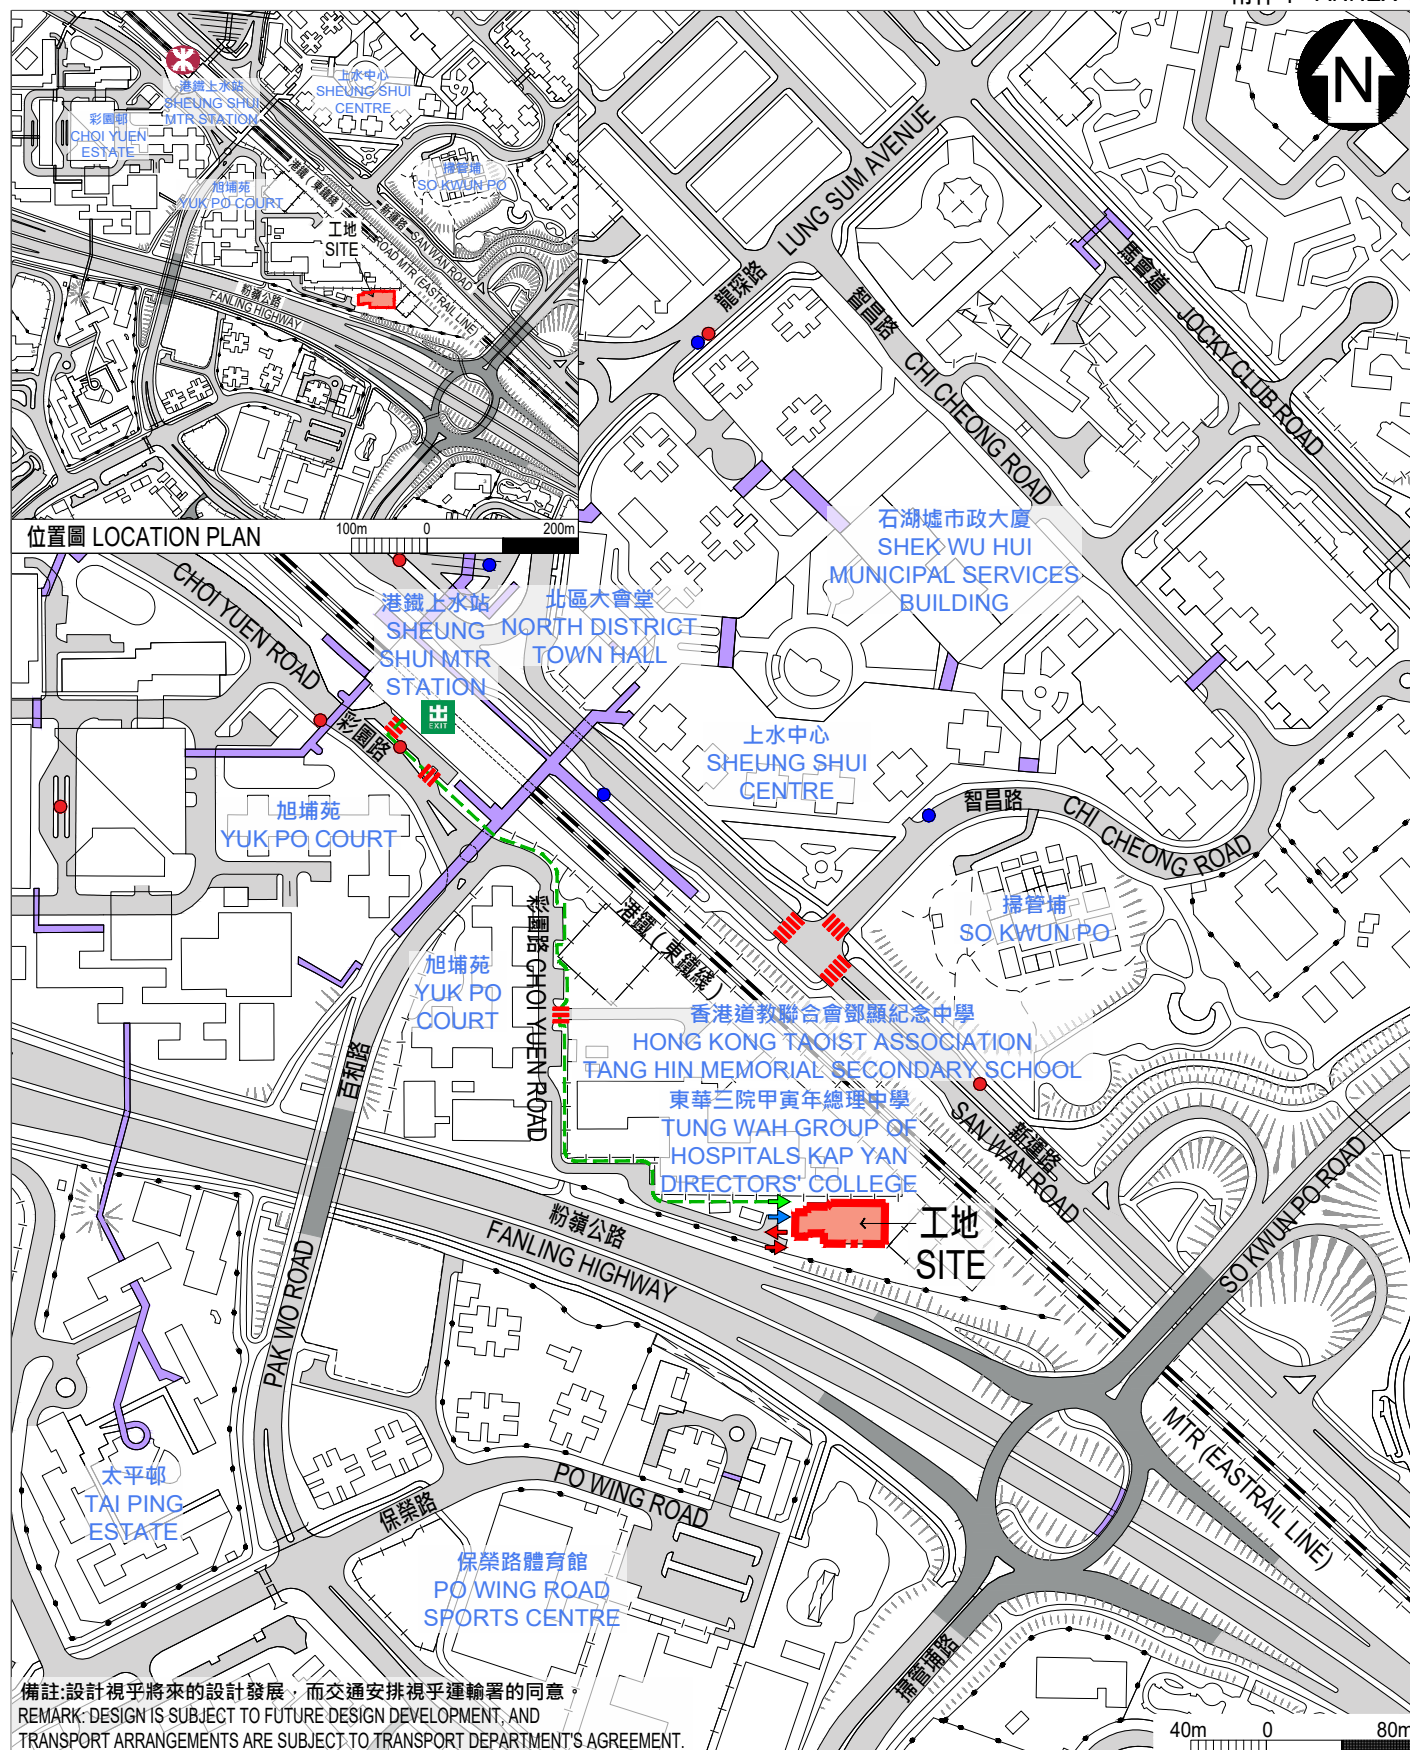 港鐵上水站
SHEUNG SHUI
MTR STATION
上水中心
SHEUNG SHUI
CENTRE
彩園邨
CHOI YUEN
ESTATE
旭埔苑
YUK PO COURT
掃管埔
SO KWUN PO
港鐵(東鐵綫)
新運路 SAN WAN ROAD
ROAD MTR (EASTRAIL LINE)
工地
SITE
粉嶺公路
FANLING HIGHWAY
位置圖 LOCATION PLAN
100m 0 200m
N
LUNG SUM AVENUE
龍琛路
智昌路
CHI CHEONG ROAD
馬會道
JOCKY CLUB ROAD
石湖墟市政大廈
SHEK WU HUI
MUNICIPAL SERVICES
BUILDING
CHOI YUEN ROAD
港鐵上水站
SHEUNG
SHUI MTR
STATION
出
EXIT
北區大會堂
NORTH DISTRICT
TOWN HALL
彩園路
上水中心
SHEUNG SHUI
CENTRE
旭埔苑
YUK PO COURT
智昌路
CHI CHEONG ROAD
掃管埔
SO KWUN PO
彩園路 CHOI YUEN ROAD
港鐵(東鐵綫)
旭埔苑
YUK PO
COURT
香港道教聯合會鄧顯紀念中學
HONG KONG TAOIST ASSOCIATION
TANG HIN MEMORIAL SECONDARY SCHOOL
東華三院甲寅年總理中學
TUNG WAH GROUP OF
HOSPITALS KAP YAN
DIRECTORS' COLLEGE
百和路
PAK WO ROAD
新運路
SAN WAN ROAD
工地
SITE
粉嶺公路
FANLING HIGHWAY
SO KWUN PO ROAD
MTR (EASTRAIL LINE)
太平邨
TAI PING
ESTATE
保榮路
PO WING ROAD
保榮路體育館
PO WING ROAD
SPORTS CENTRE
掃管埔路
備註:設計視乎將來的設計發展，而交通安排視乎運輸署的同意。
REMARK: DESIGN IS SUBJECT TO FUTURE DESIGN DEVELOPMENT, AND
TRANSPORT ARRANGEMENTS ARE SUBJECT TO TRANSPORT DEPARTMENT'S AGREEMENT.
40m 0 80m